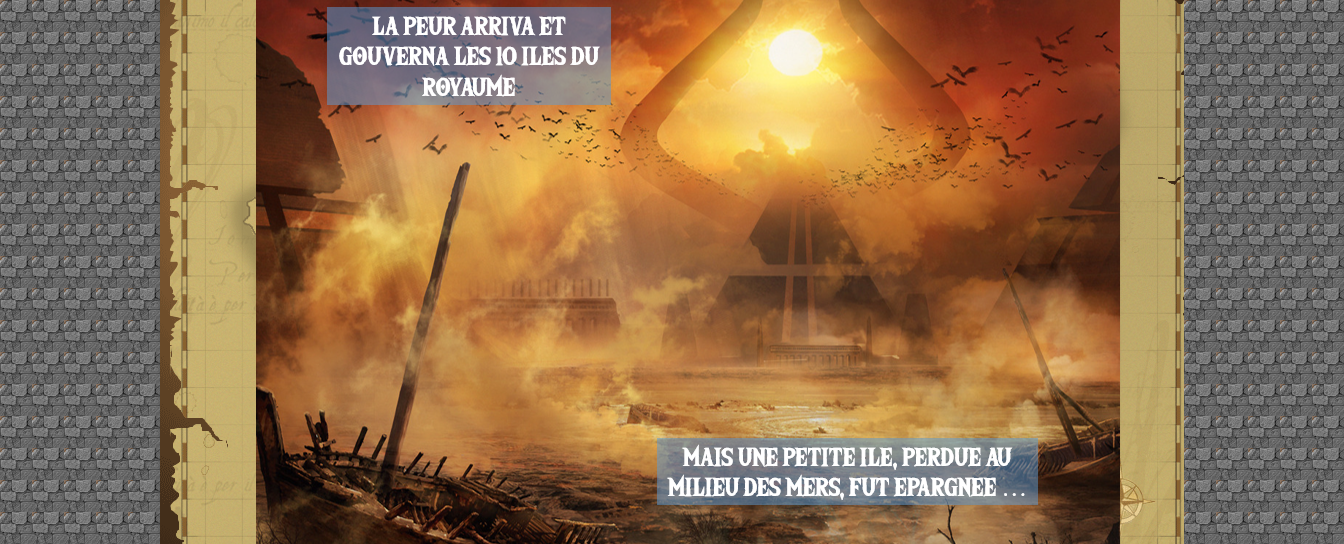 LA PEUR ARRIVA ET
GOUVERNA LES 10 ILES DU
ROYAUME
MAIS UNE PETITE ILE, PERDUE AU
MILIEU DES MERS, FUT EPARGNEE ...